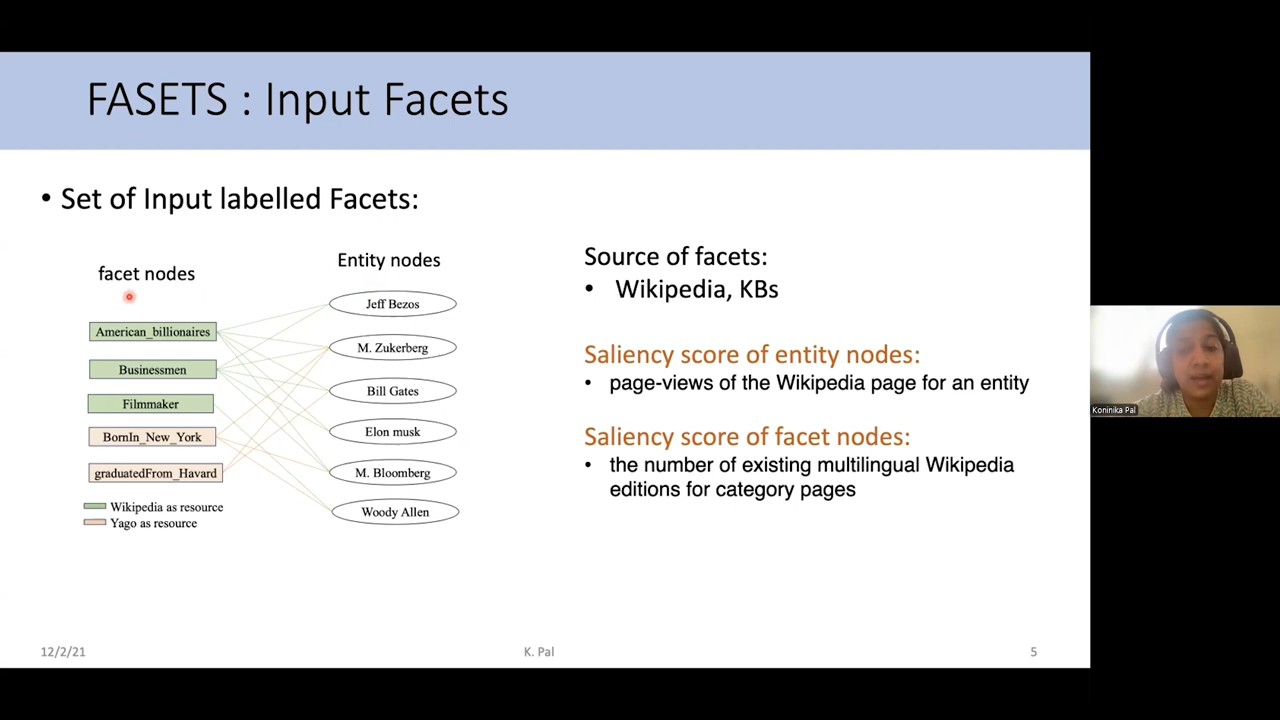 FASETS : Input Facets
• Set of Input labelled Facets:
facet nodes
Entity nodes
American_billionaires
Businessmen
Filmmaker
BornIn_New_York
graduatedFrom_Havard
Wikipedia as resource
Yago as resource
Jeff Bezos
M. Zukerberg
Bill Gates
Elon musk
M. Bloomberg
Woody Allen
Source of facets:
• Wikipedia, KBs
Saliency score of entity nodes:
• page-views of the Wikipedia page for an entity
Saliency score of facet nodes:
• the number of existing multilingual Wikipedia
editions for category pages
Koninika Pal
12/2/21
K. Pal
5